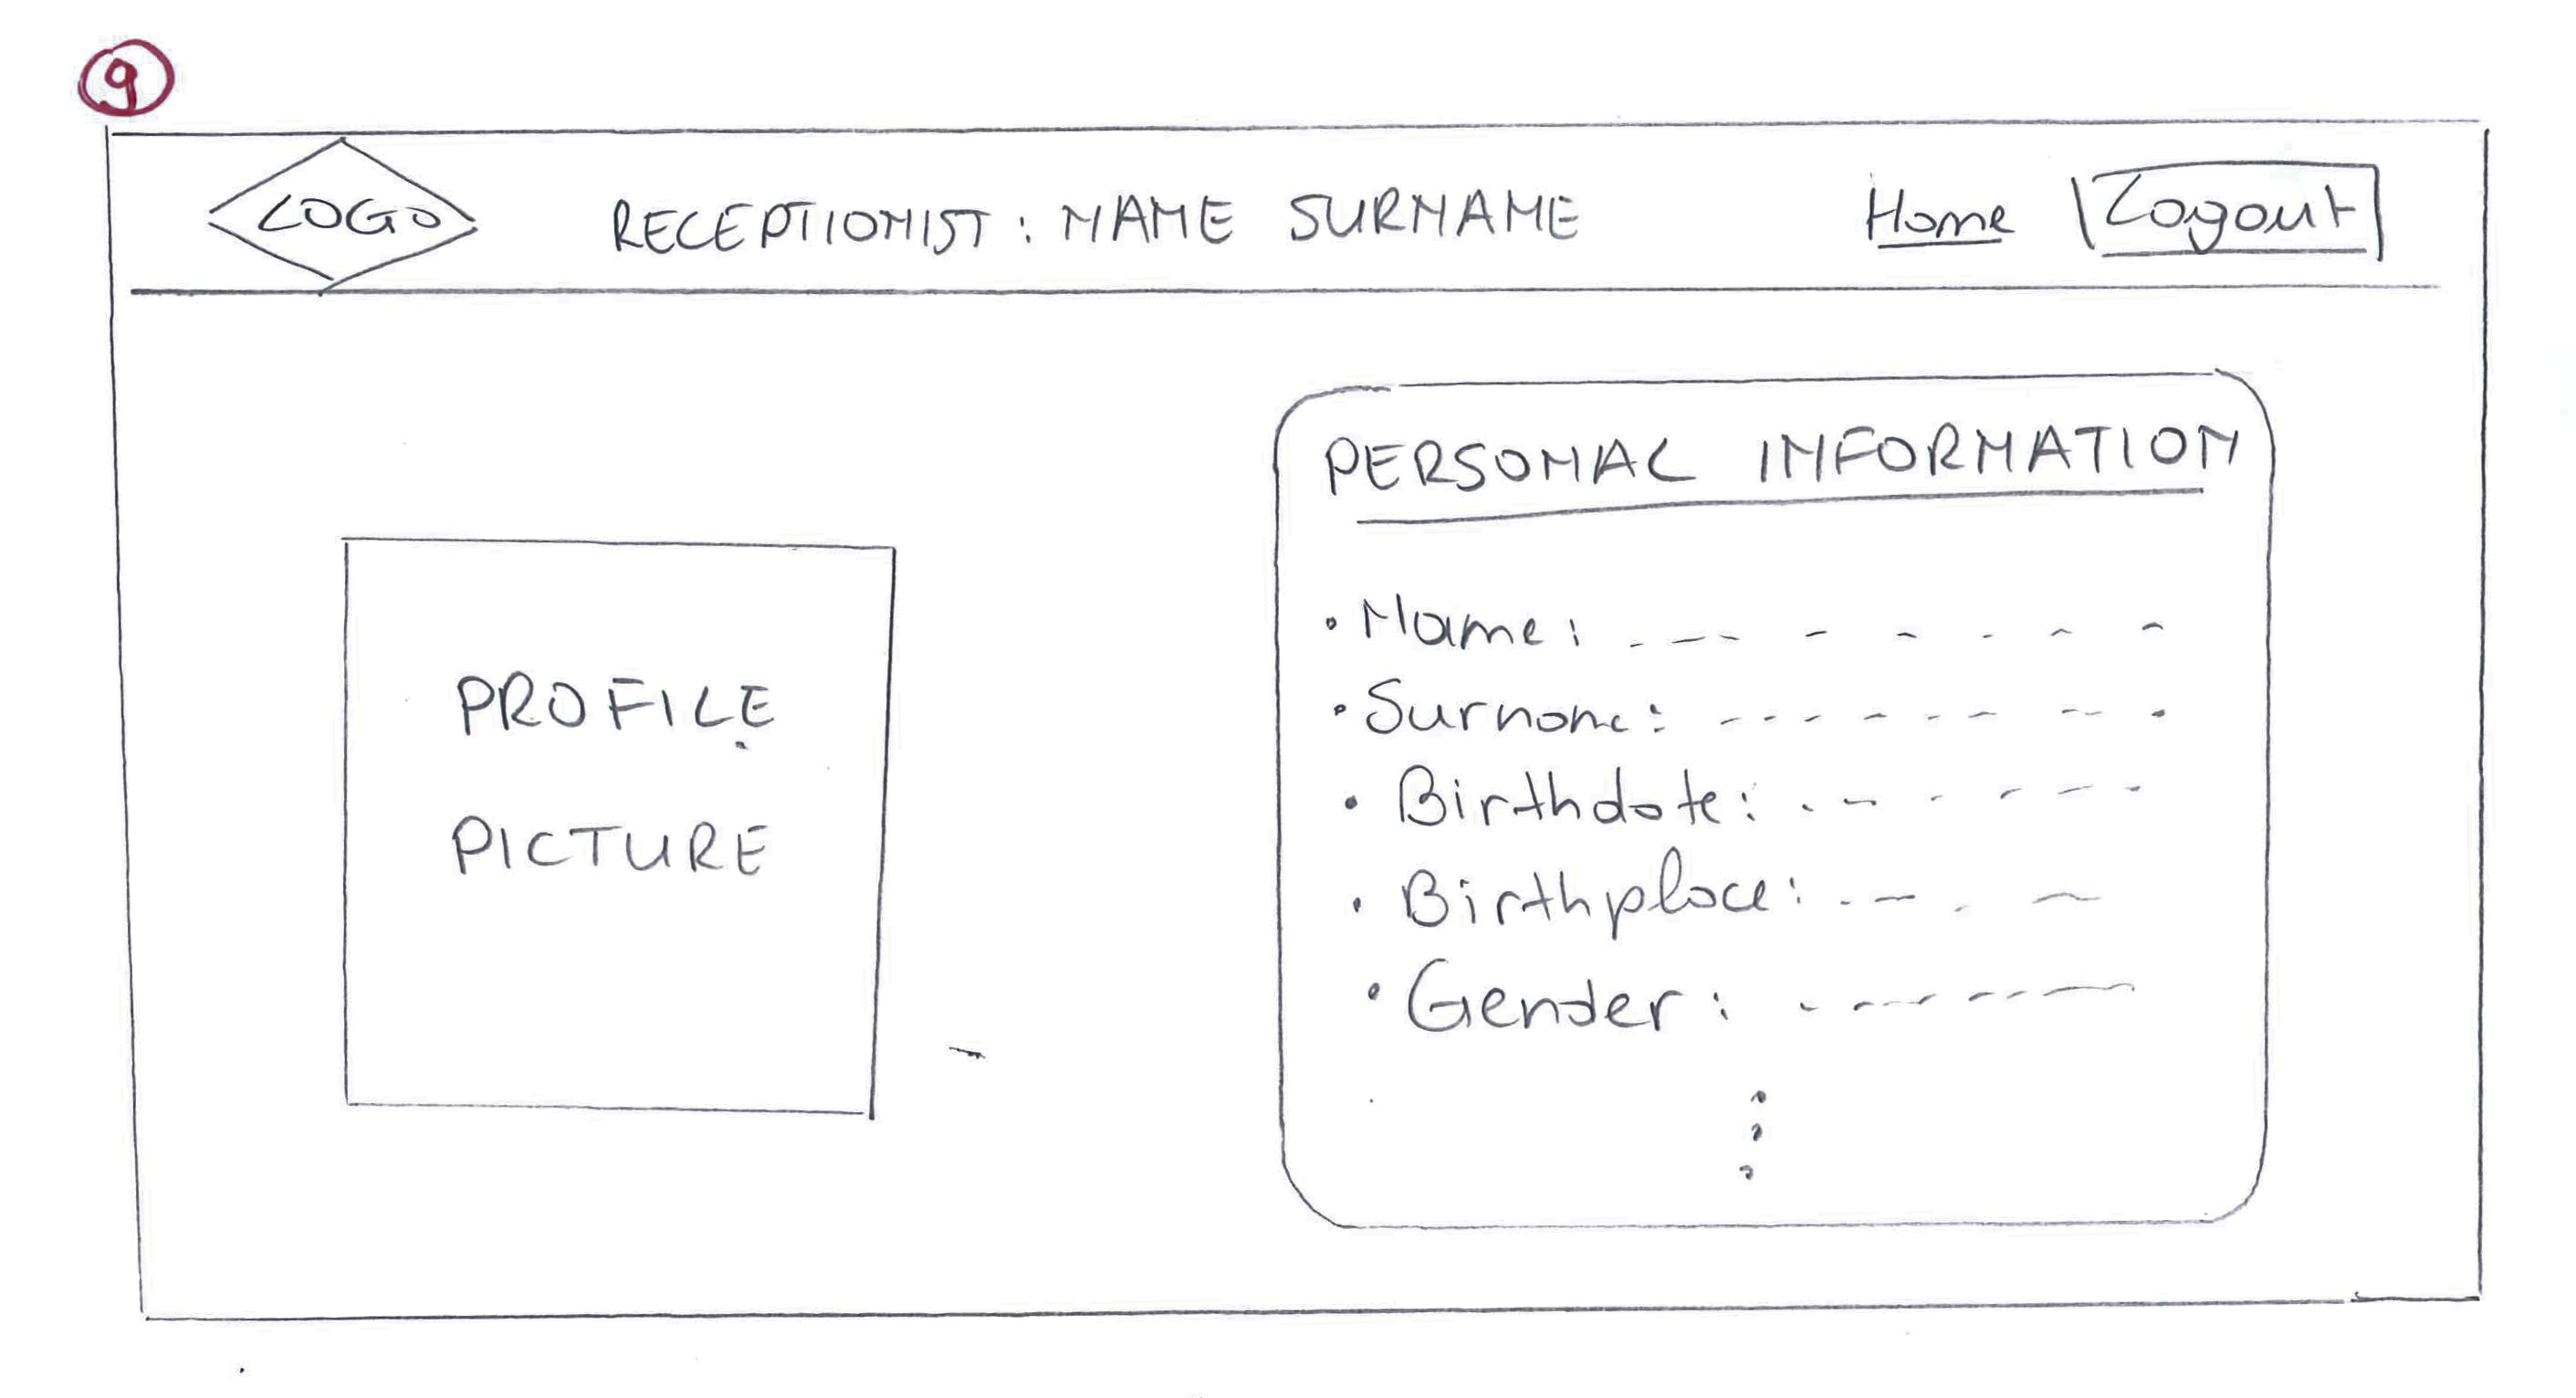 9
LOGO
RECEPTIONIST: NAME SURNAME
Home
Logout
PROFILE
PICTURE
PERSONAL INFORMATION
• Name:
• Surname:
• Birthdate:
• Birthplace:
• Gender: